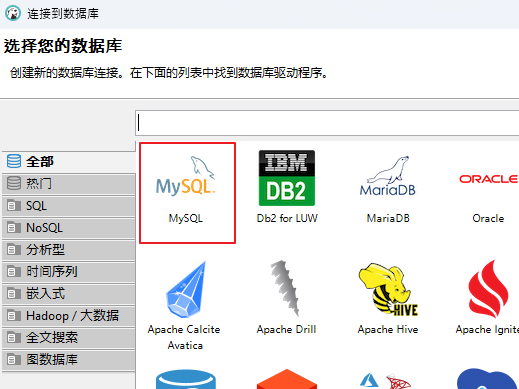 连接到数据库
选择您的数据库
创建新的数据库连接。在下面的列表中找到数据库驱动程序。
全部
热门
SQL
NoSQL
分析型
时间序列
嵌入式
Hadoop / 大数据
全文搜索
图数据库
MySQL™
MySQL
IBM
DB2
Db2 for LUW
MariaDB
MariaDB
ORACLE
Oracle
Apache Calcite
Avatica
Apache Drill
HIVE
Apache Hive
Apache Ignite